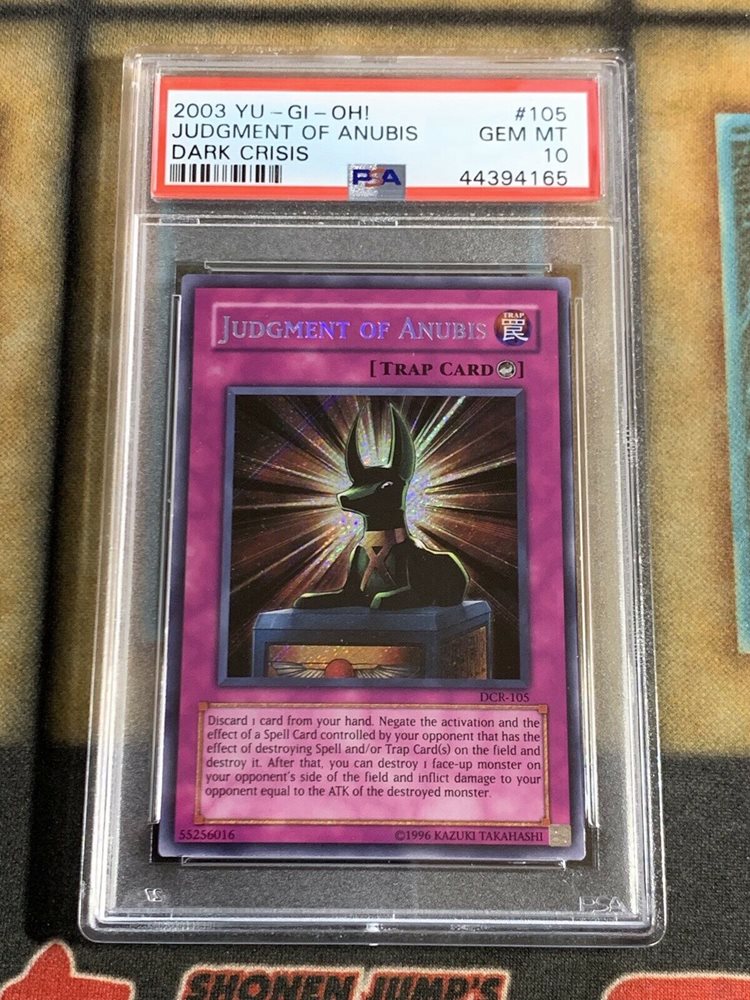 2003 YU-GI-OH! #105
JUDGMENT OF ANUBIS GEM MT
DARK CRISIS 10
PSA 44394165
JUDGMENT OF ANUBIS TRAP 罠
[TRAP CARD]
DCR-105
Discard 1 card from your hand. Negate the activation and the
effect of a Spell Card controlled by your opponent that has the
effect of destroying Spell and/or Trap Card(s) on the field and
destroy it. After that, you can destroy 1 face-up monster on
your opponent's side of the field and inflict damage to your
opponent equal to the ATK of the destroyed monster.
55256016 ©1996 KAZUKI TAKAHASHI
PSA
SHONEN JUMP'S